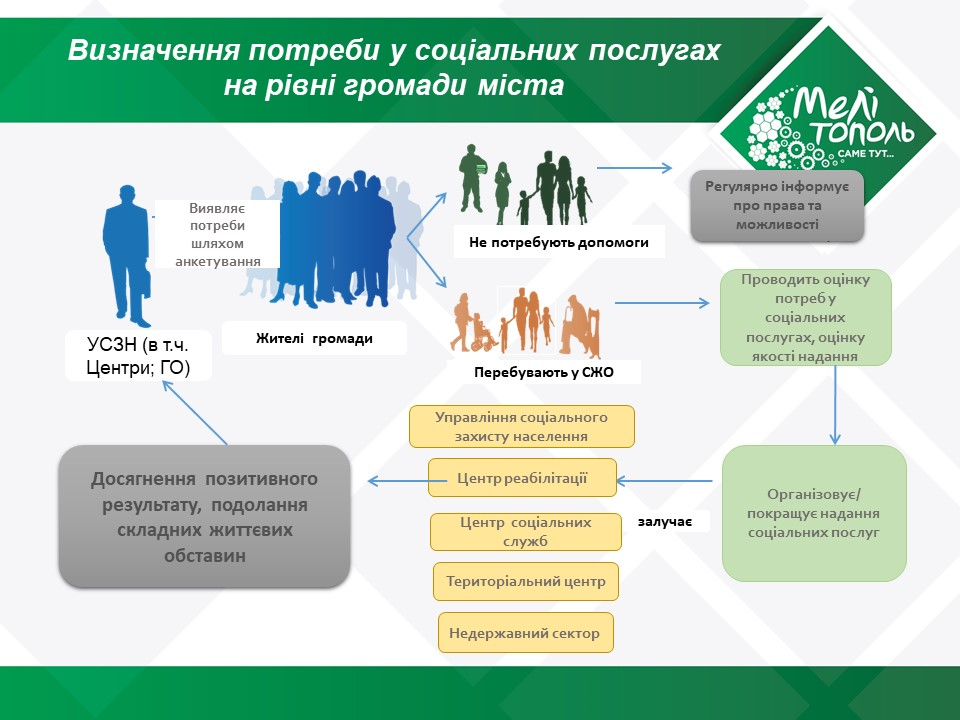 Визначення потреби у соціальних послугах
на рівні громади міста
Мелі
тополь
САМЕ ТУТ...
Виявляє
потреби
шляхом
анкетування
УСЗН (в т.ч.
Центри; ГО)
Жителі громади
Не потребують допомоги
Регулярно інформує
про права та
можливості
Перебувають у СЖО
Проводить оцінку
потреб у
соціальних
послугах, оцінку
якості надання
Організовує/
покращує надання
соціальних послуг
залучає
Управління соціального
захисту населення
Центр реабілітації
Центр соціальних
служб
Територіальний центр
Недержавний сектор
Досягнення позитивного
результату, подолання
складних життєвих
обставин